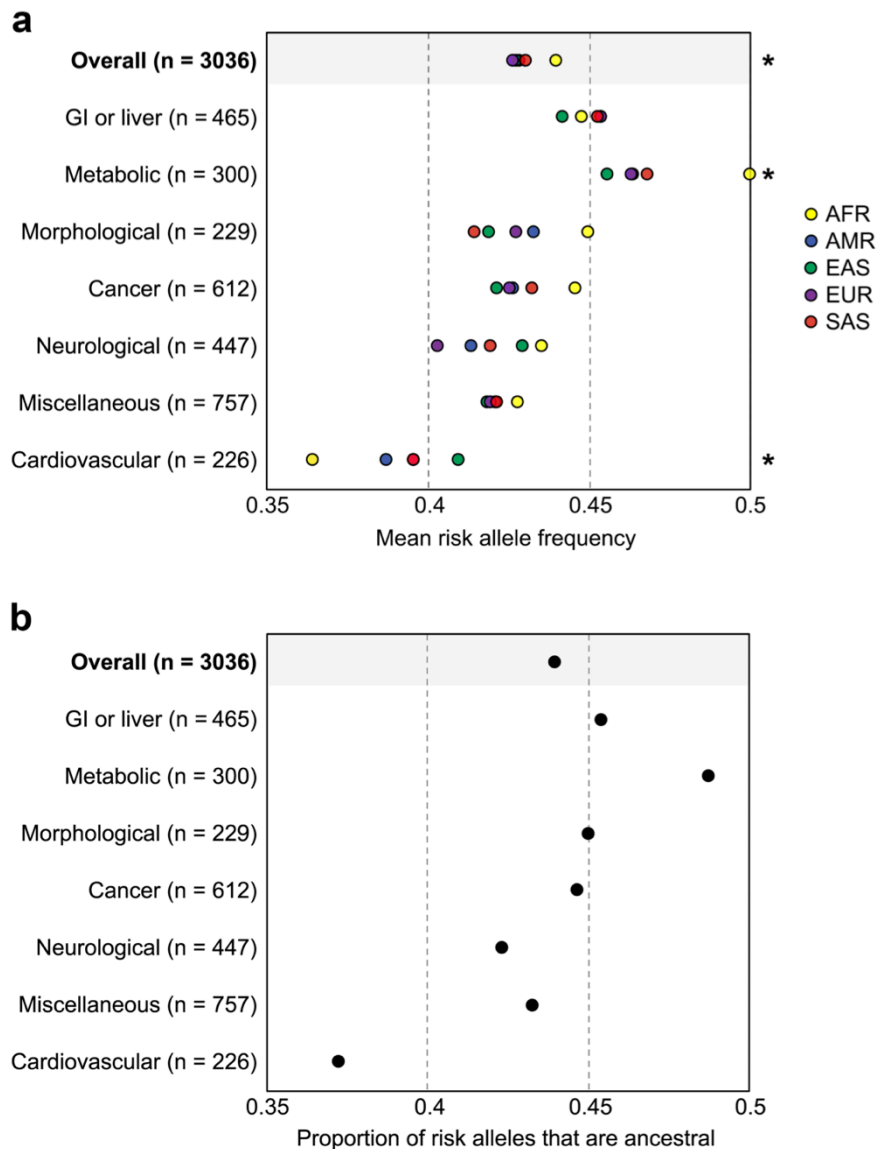 a
Overall (n = 3036) *
GI or liver (n = 465)
Metabolic (n = 300) *
Morphological (n = 229)
Cancer (n = 612)
Neurological (n = 447)
Miscellaneous (n = 757)
Cardiovascular (n = 226) *
0.35 0.4 0.45 0.5
Mean risk allele frequency
AFR
AMR
EAS
EUR
SAS
b
Overall (n = 3036)
GI or liver (n = 465)
Metabolic (n = 300)
Morphological (n = 229)
Cancer (n = 612)
Neurological (n = 447)
Miscellaneous (n = 757)
Cardiovascular (n = 226)
0.35 0.4 0.45 0.5
Proportion of risk alleles that are ancestral